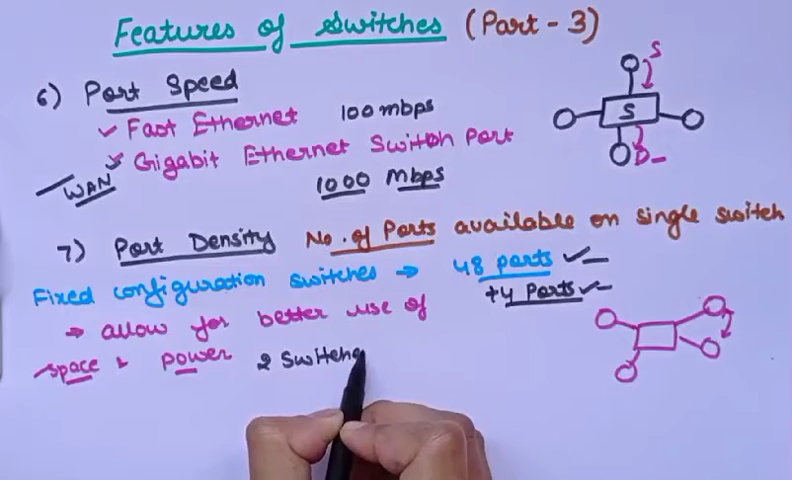 Features of Switches (Part - 3)
6) Port Speed
✓ Fast Ethernet 100 mbps
✓ Gigabit Ethernet Switch Port
WAN
1000 Mbps
S
S
D
7) Port Density No. of Ports available on single switch
Fixed configuration switches → 48 ports ✓
+4 Ports ✓
→ allow for better use of
space & power 2 Switche